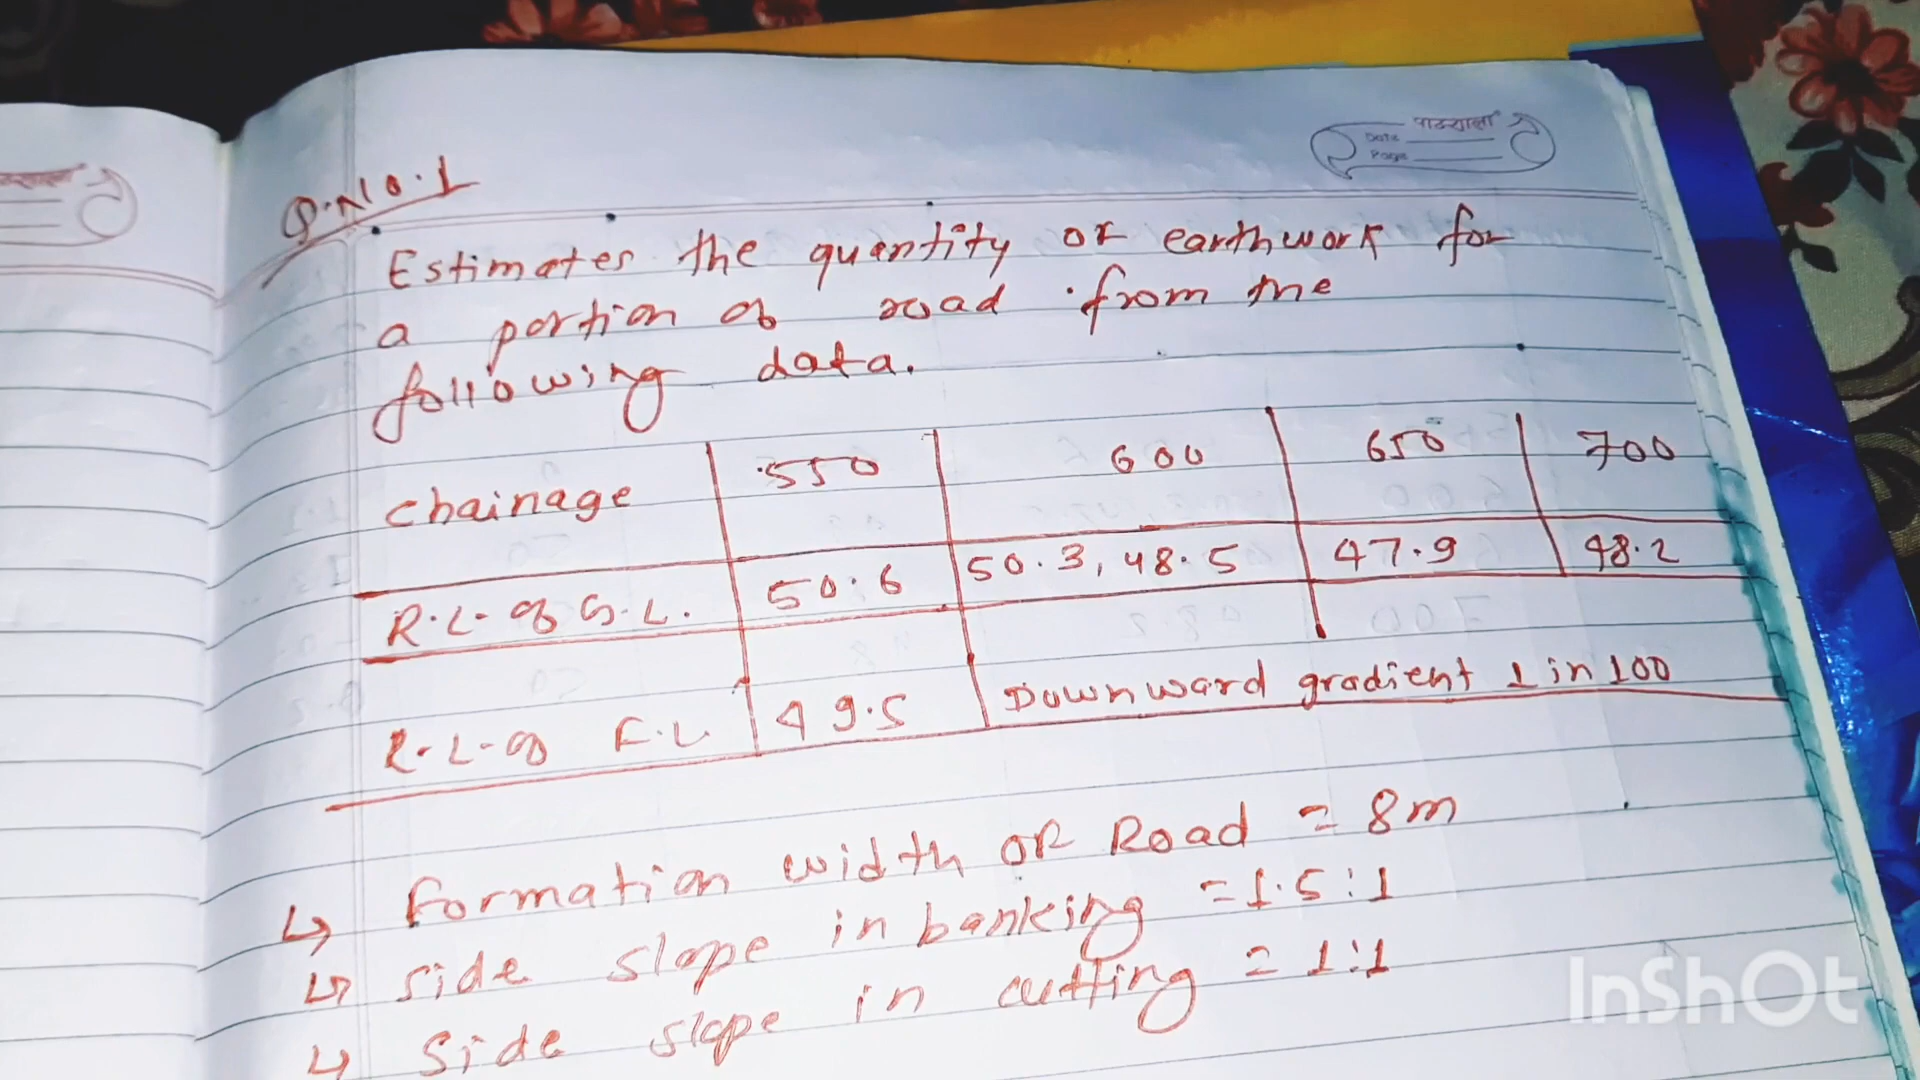 पाठशाला
Date
Page
Q.No.1
Estimates the quantity of earthwork for
a portion of road from the
following data.
chainage 550 600 650 700
R.L. of G.L. 50.6 50.3, 48.5 47.9 48.2
R.L. of F.L. 49.5 Downward gradient 1 in 100
↳ Formation width of Road = 8m
↳ side slope in banking = 1.5:1
↳ Side slope in cutting = 1:1
InShOt